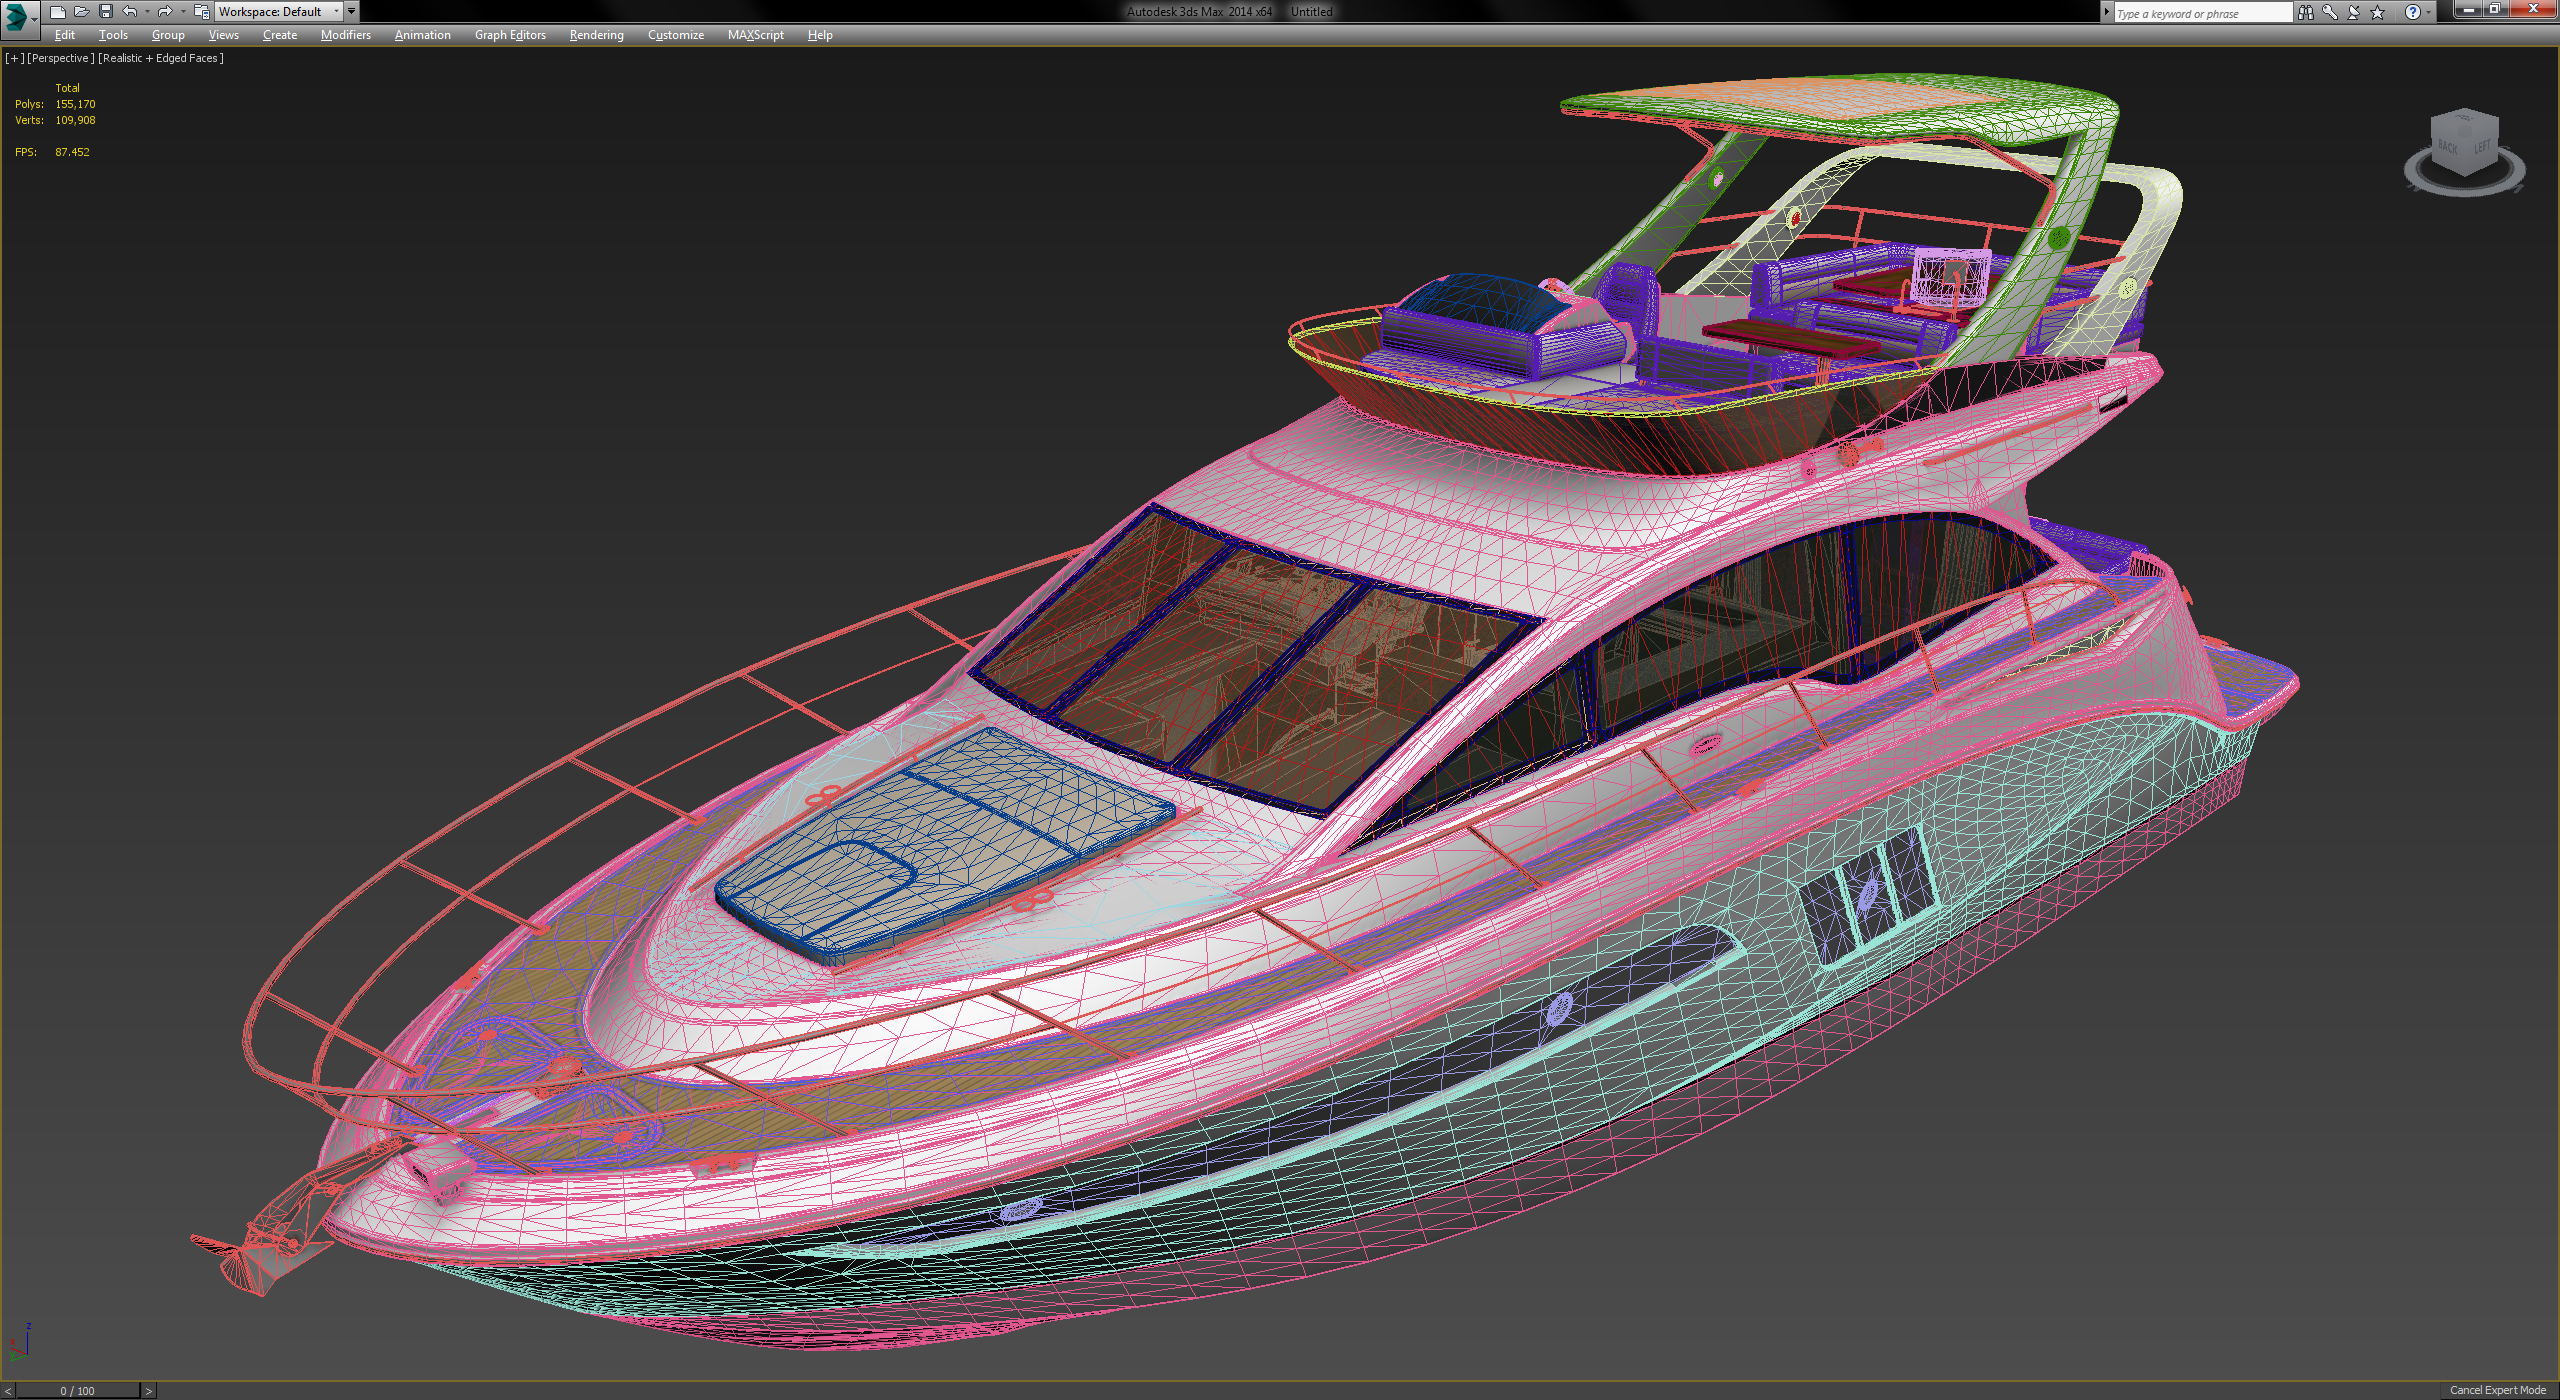 Workspace: Default
Autodesk 3ds Max 2014 x64 Untitled
Type a keyword or phrase
Edit Tools Group Views Create Modifiers Animation Graph Editors Rendering Customize MAXScript Help
[+] [Perspective] [Realistic + Edged Faces]
Total
Polys: 155,170
Verts: 109,908
FPS: 87.452
BACK LEFT
z
< 0 / 100 >
Cancel Expert Mode